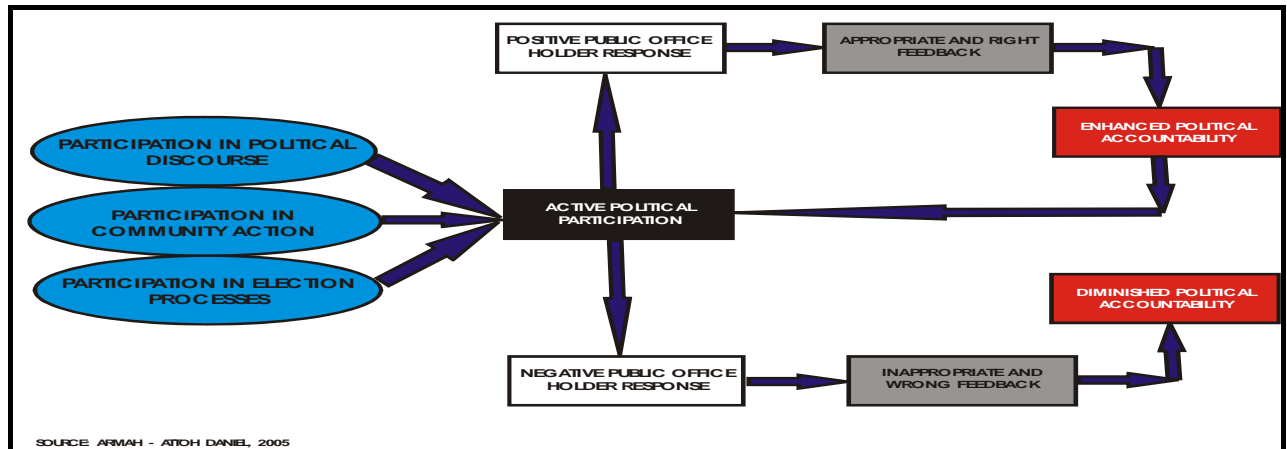 POSITIVE PUBLIC OFFICE
HOLDER RESPONSE
APPROPRIATE AND RIGHT
FEEDBACK
ENHANCED POLITICAL
ACCOUNTABILITY
PARTICIPATION IN POLITICAL
DISCOURSE
PARTICIPATION IN
COMMUNITY ACTION
PARTICIPATION IN ELECTION
PROCESSES
ACTIVE POLITICAL
PARTICIPATION
DIMINISHED POLITICAL
ACCOUNTABILITY
NEGATIVE PUBLIC OFFICE
HOLDER RESPONSE
INAPPROPRIATE AND
WRONG FEEDBACK
SOURCE: ARMAH - ATTOH DANIEL, 2005